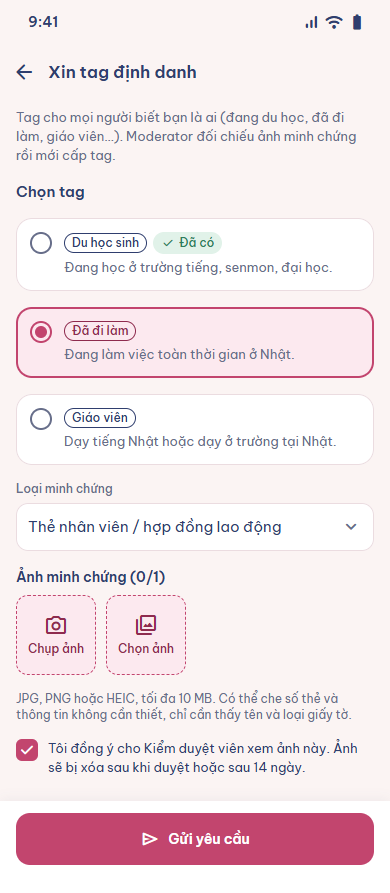 9:41
Xin tag định danh
Tag cho mọi người biết bạn là ai (đang du học, đã đi
làm, giáo viên…). Moderator đối chiếu ảnh minh chứng
rồi mới cấp tag.
Chọn tag
Du học sinh
Đã có
Đang học ở trường tiếng, senmon, đại học.
Đã đi làm
Đang làm việc toàn thời gian ở Nhật.
Giáo viên
Dạy tiếng Nhật hoặc dạy ở trường tại Nhật.
Loại minh chứng
Thẻ nhân viên / hợp đồng lao động
Ảnh minh chứng (0/1)
Chụp ảnh
Chọn ảnh
JPG, PNG hoặc HEIC, tối đa 10 MB. Có thể che số thẻ và
thông tin không cần thiết, chỉ cần thấy tên và loại giấy tờ.
Tôi đồng ý cho Kiểm duyệt viên xem ảnh này. Ảnh
sẽ bị xóa sau khi duyệt hoặc sau 14 ngày.
Gửi yêu cầu